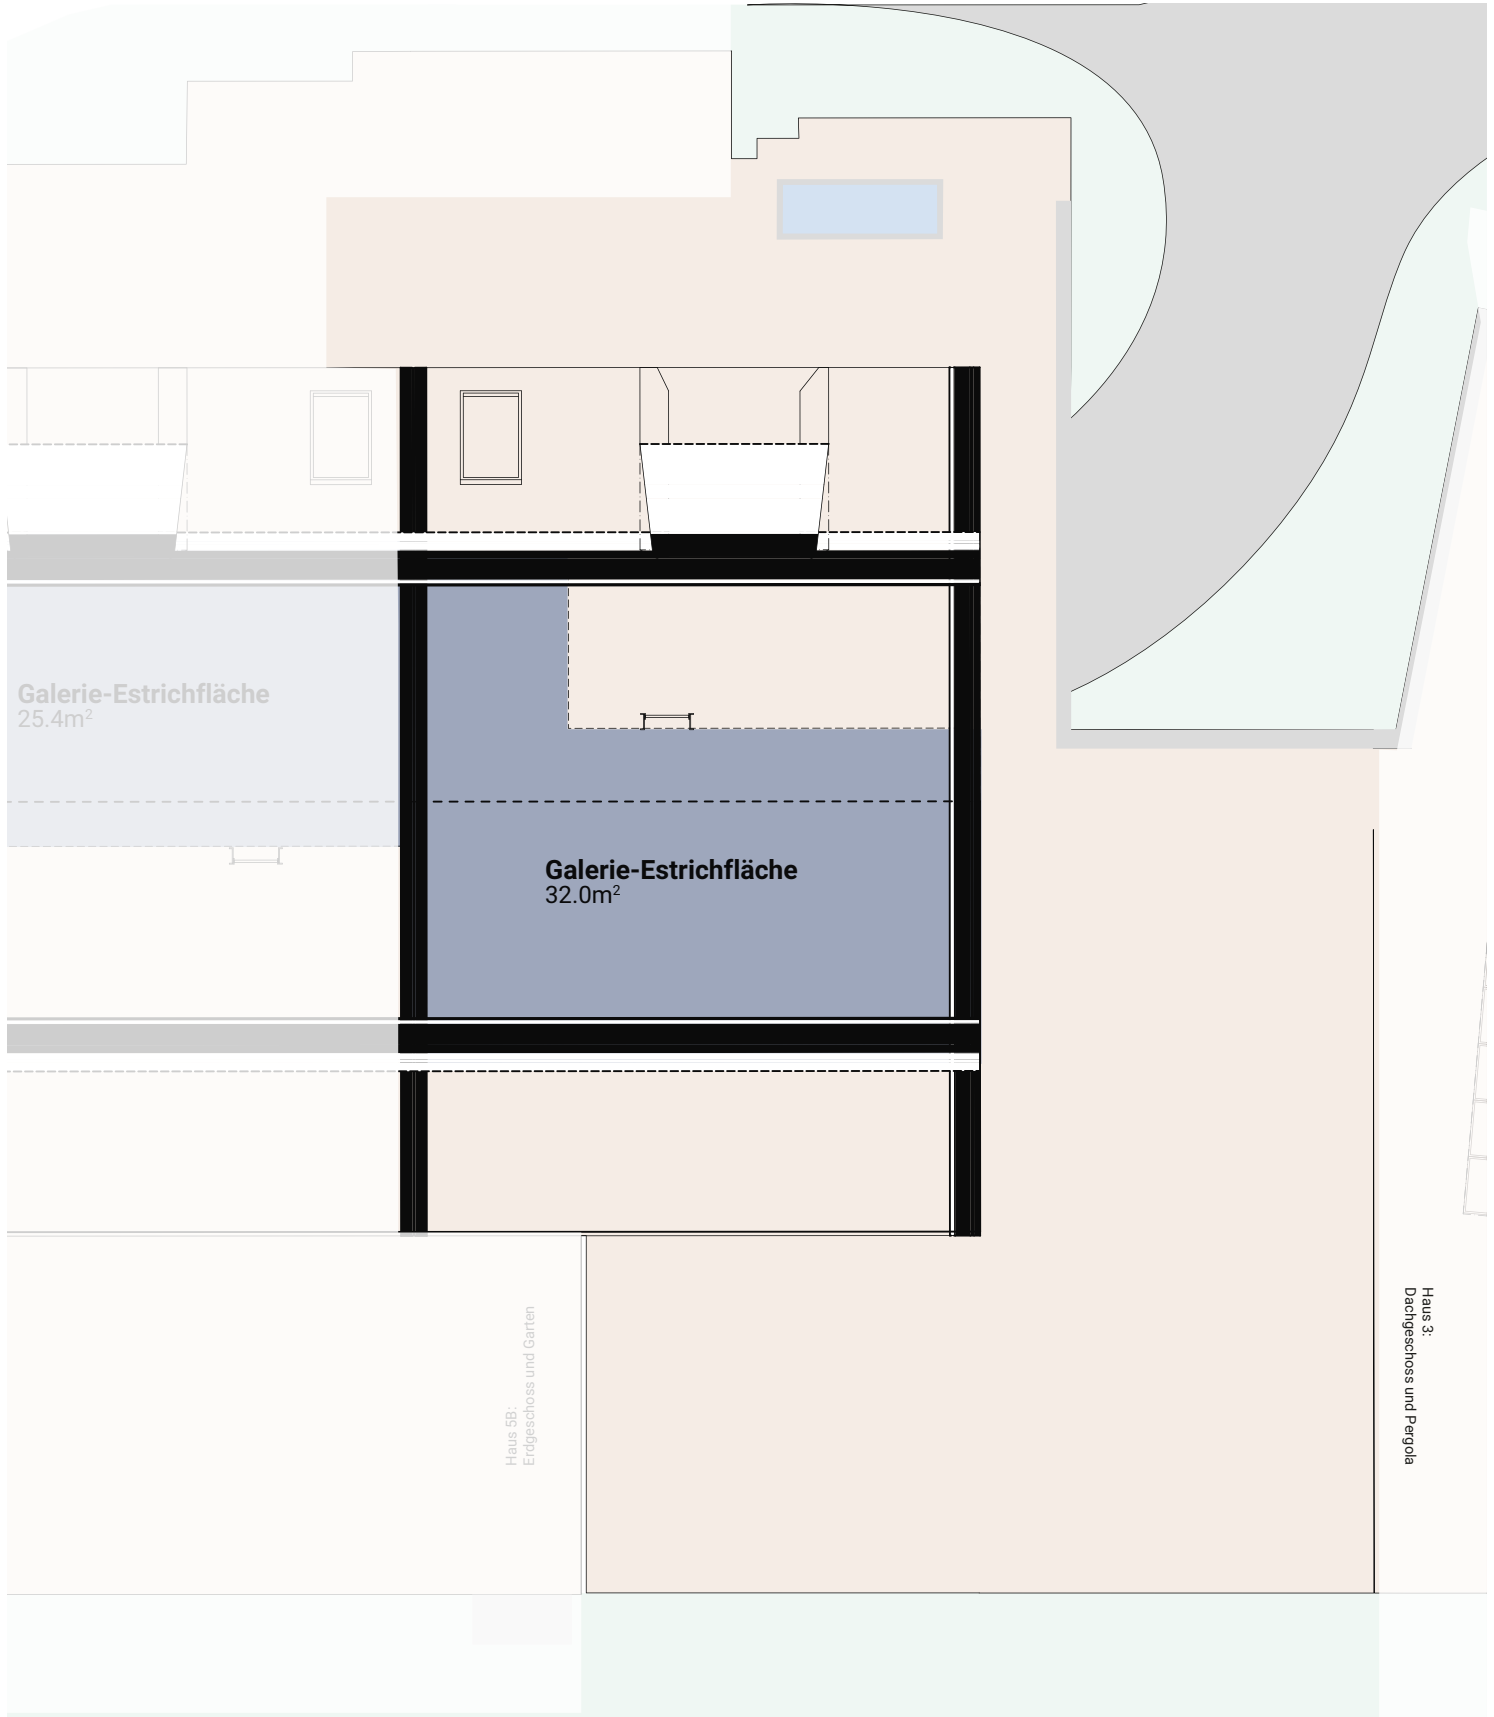 Galerie-Estrichfläche
25.4m²
Galerie-Estrichfläche
32.0m²
Haus 5B:
Erdgeschoss und Garten
Haus 3:
Dachgeschoss und Pergola